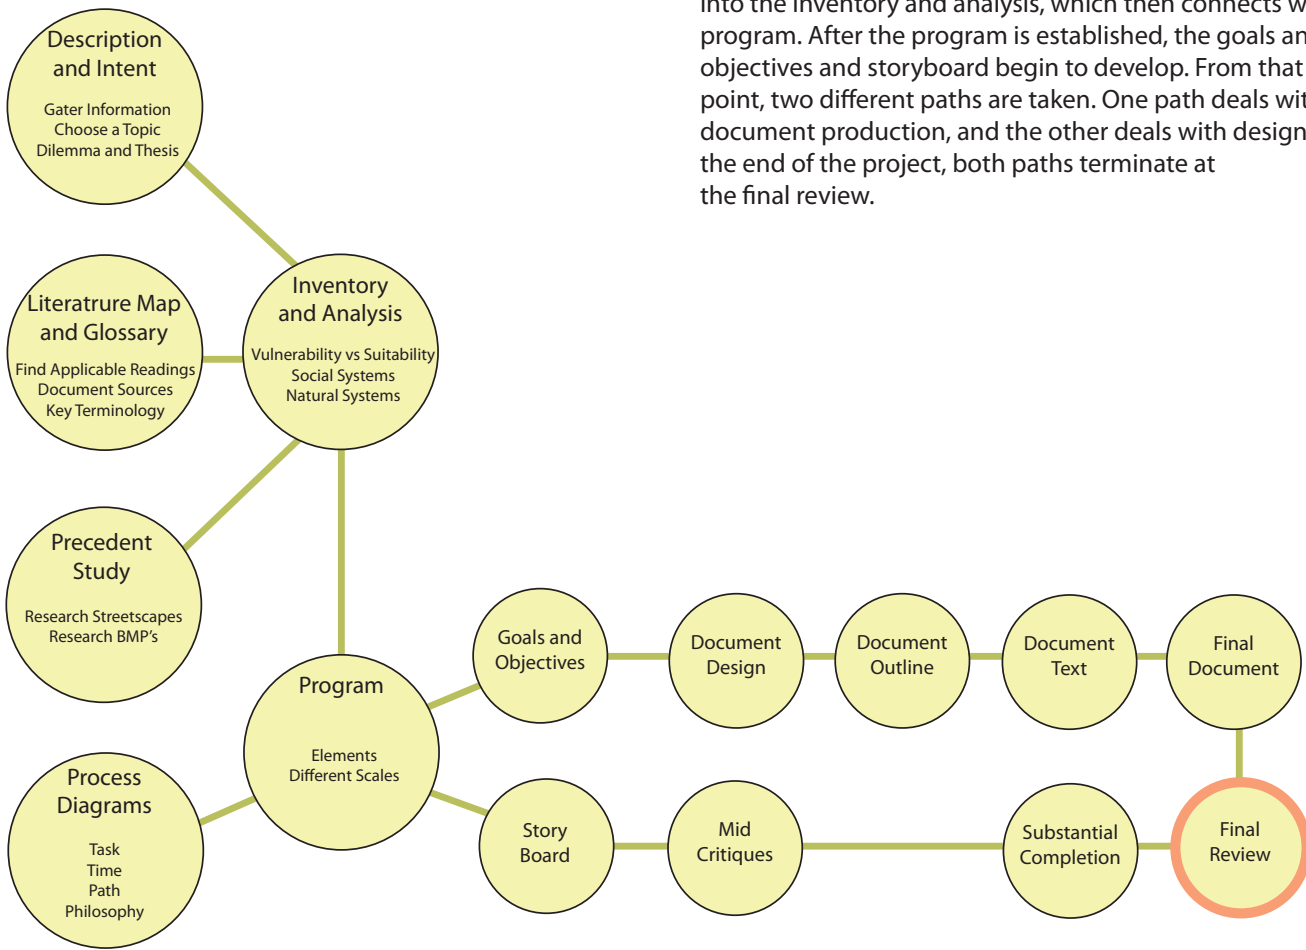 into the inventory and analysis, which then connects w
program. After the program is established, the goals an
objectives and storyboard begin to develop. From that
point, two different paths are taken. One path deals wit
document production, and the other deals with design
the end of the project, both paths terminate at
the final review.
Description
and Intent
Gater Information
Choose a Topic
Dilemma and Thesis
Literatrure Map
and Glossary
Find Applicable Readings
Document Sources
Key Terminology
Inventory
and Analysis
Vulnerability vs Suitability
Social Systems
Natural Systems
Precedent
Study
Research Streetscapes
Research BMP's
Process
Diagrams
Task
Time
Path
Philosophy
Program
Elements
Different Scales
Goals and
Objectives
Document
Design
Document
Outline
Document
Text
Final
Document
Story
Board
Mid
Critiques
Substantial
Completion
Final
Review